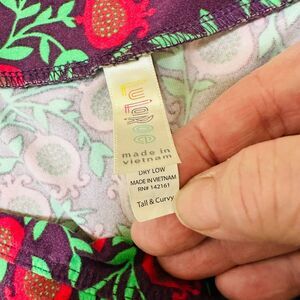 LuLaRoe
made in
vietnam
DRY LOW
MADE IN VIETNAM
RN# 142161
Tall & Curvy